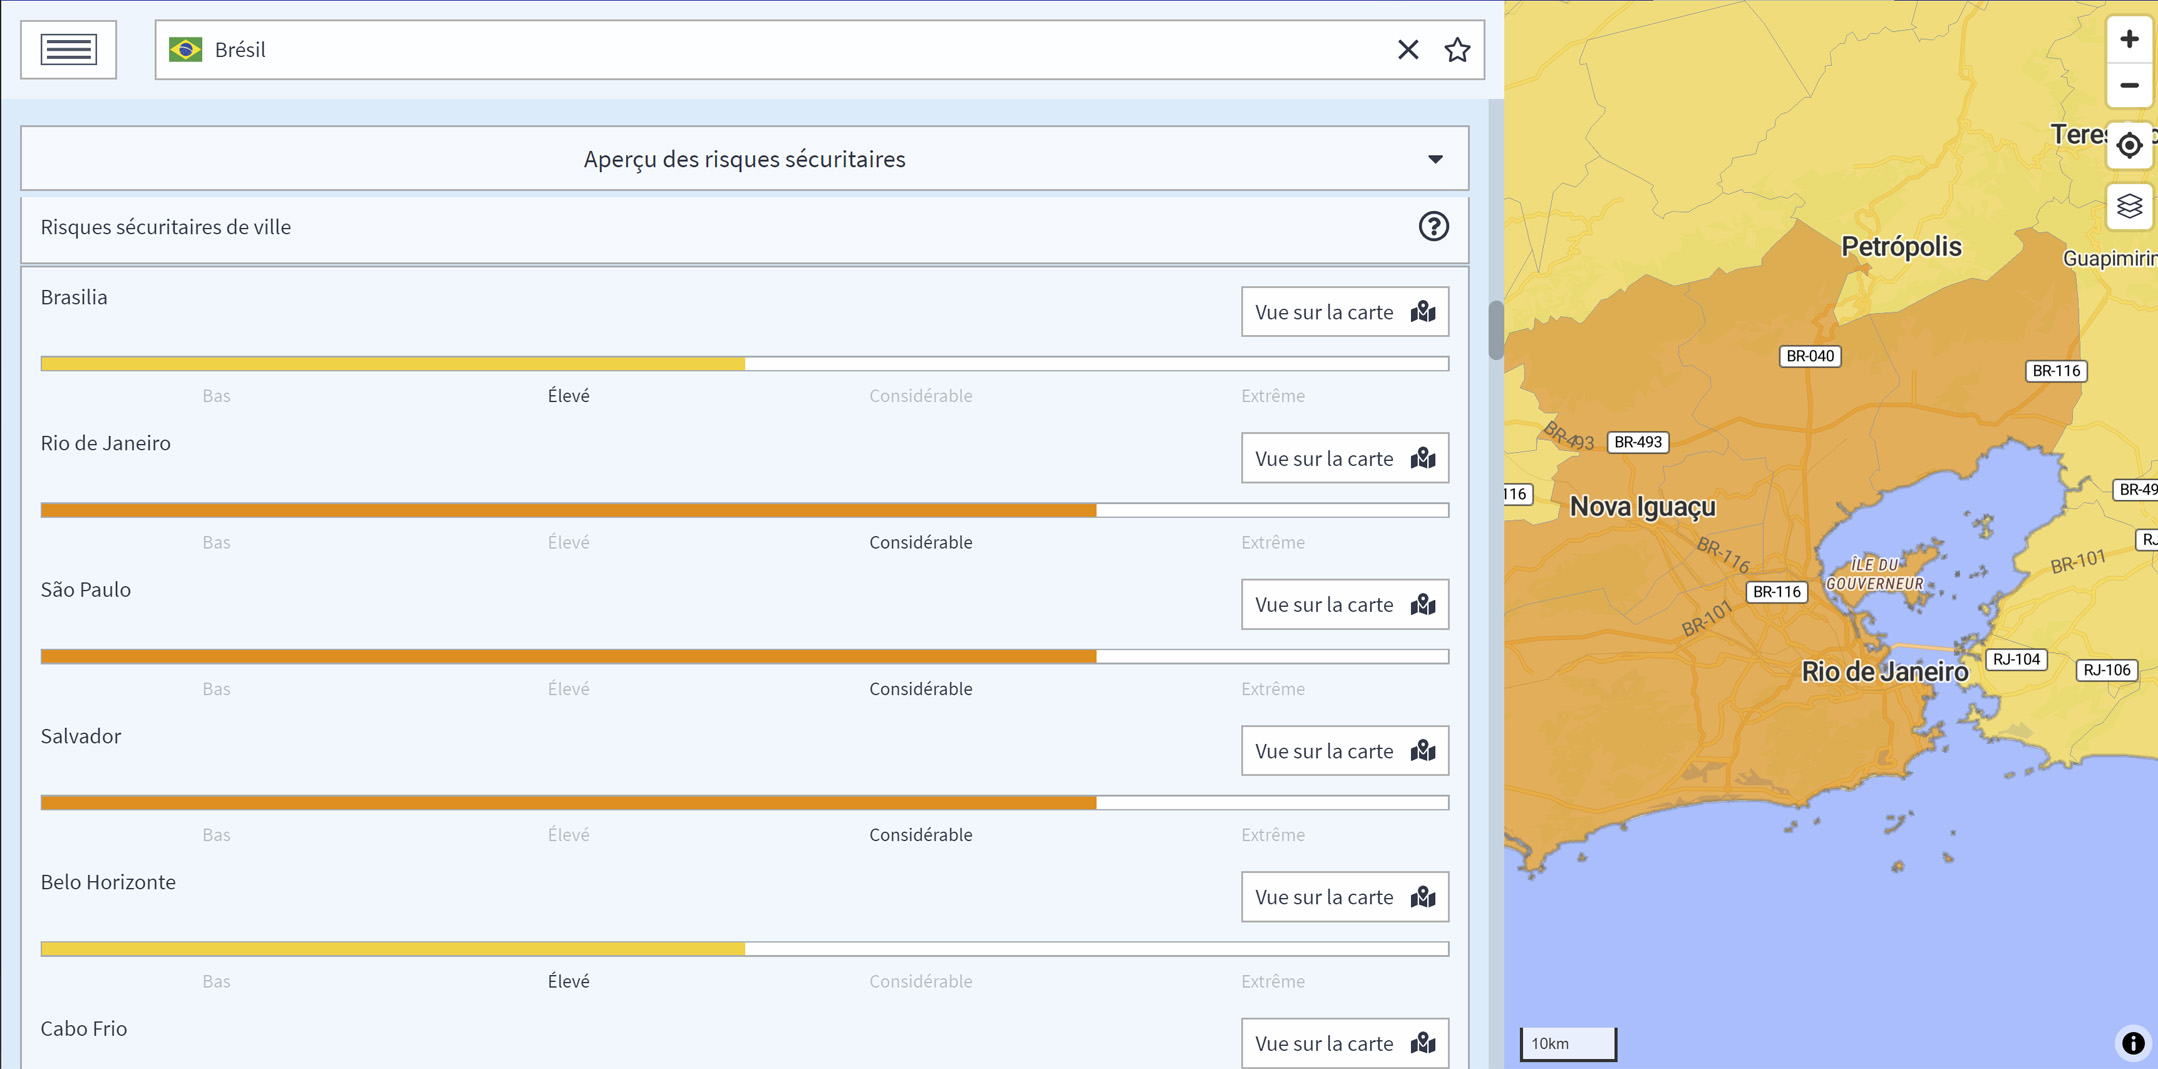 Brésil
Aperçu des risques sécuritaires
Risques sécuritaires de ville
Brasilia
Vue sur la carte
Bas
Élevé
Considérable
Extrême
Rio de Janeiro
Vue sur la carte
Bas
Élevé
Considérable
Extrême
São Paulo
Vue sur la carte
Bas
Élevé
Considérable
Extrême
Salvador
Vue sur la carte
Bas
Élevé
Considérable
Extrême
Belo Horizonte
Vue sur la carte
Bas
Élevé
Considérable
Extrême
Cabo Frio
Vue sur la carte
Petrópolis
BR-040
BR-116
BR-493
BR-493
116
Nova Iguaçu
BR-116
ÎLE DU
GOUVERNEUR
BR-101
BR-116
BR-101
RJ-104
RJ-106
Rio de Janeiro
10km